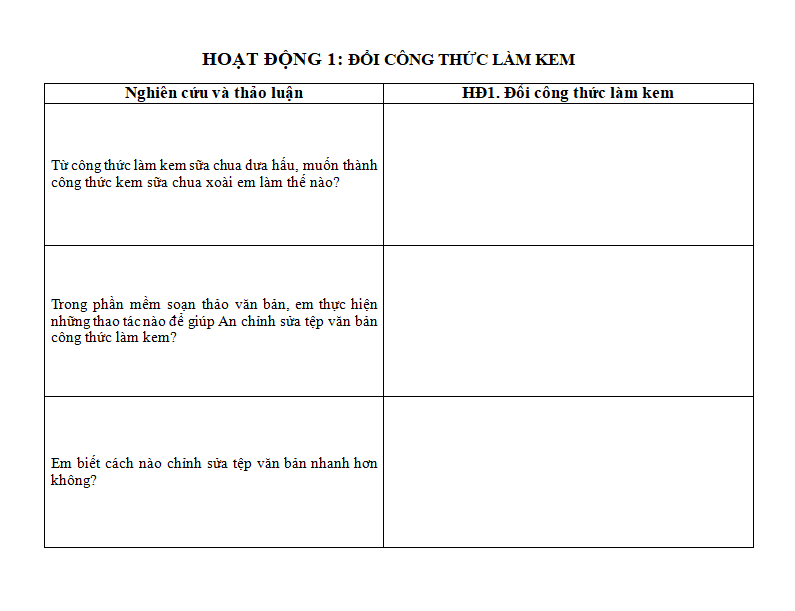 HOẠT ĐỘNG 1: ĐỔI CÔNG THỨC LÀM KEM
Nghiên cứu và thảo luận
HĐ1. Đổi công thức làm kem
Từ công thức làm kem sữa chua dưa hấu, muốn thành
công thức kem sữa chua xoài em làm thế nào?
Trong phần mềm soạn thảo văn bản, em thực hiện
những thao tác nào để giúp An chỉnh sửa tệp văn bản
công thức làm kem?
Em biết cách nào chỉnh sửa tệp văn bản nhanh hơn
không?